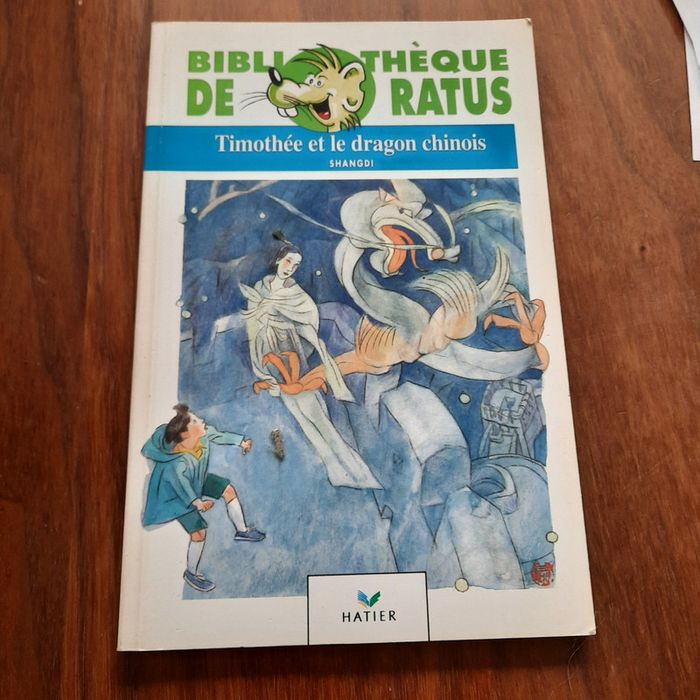 BIBLIOTHÈQUE
DE RATUS
Timothée et le dragon chinois
SHANGDI
HATIER